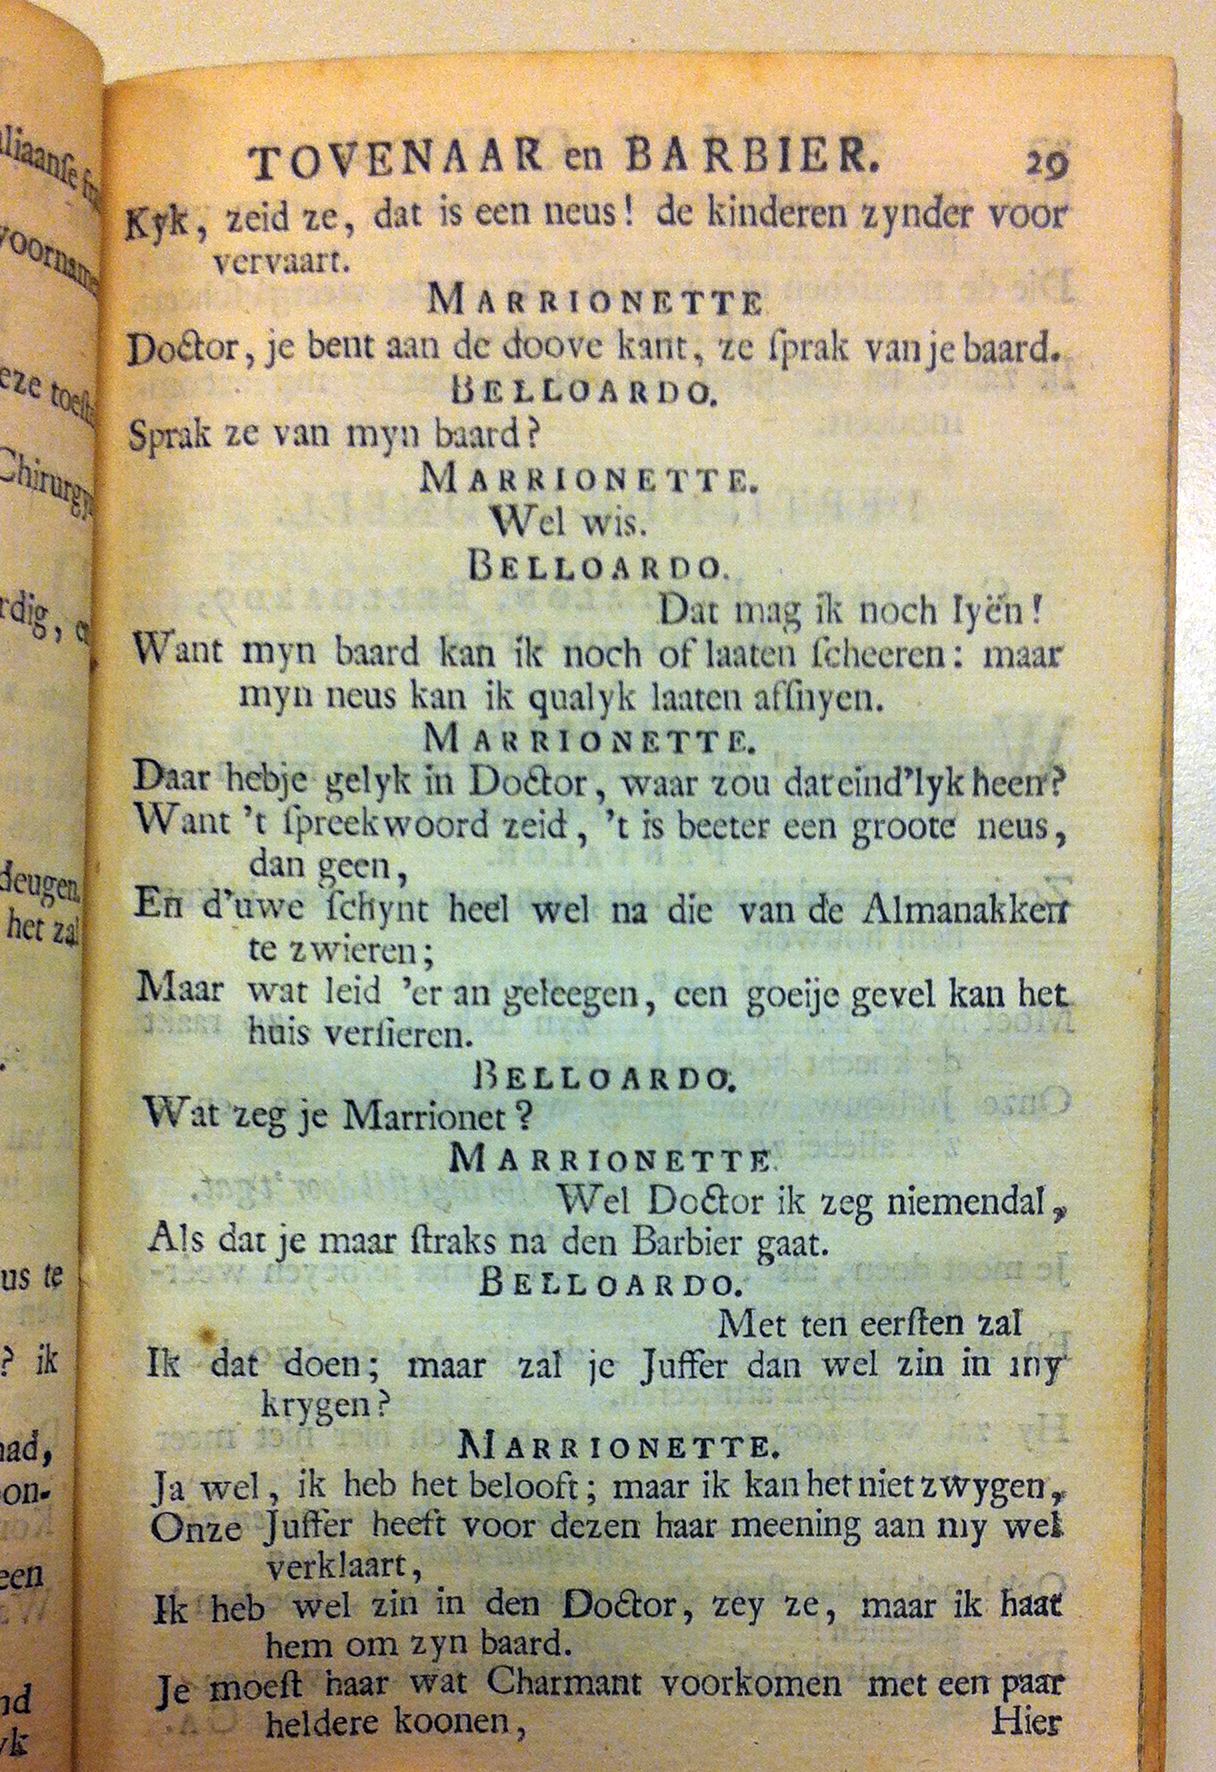 TOVENAAR en BARBIER. 29
Kyk, zeid ze, dat is een neus! de kinderen zynder voor
vervaart.
MARRIONETTE
Doctor, je bent aan de doove kant, ze ſprak van je baard.
BELLOARDO.
Sprak ze van myn baard?
MARRIONETTE.
Wel wis.
BELLOARDO.
Dat mag ik noch lyën!
Want myn baard kan ik noch of laaten ſcheeren: maar
myn neus kan ik qualyk laaten afſnyen.
MARRIONETTE.
Daar hebje gelyk in Doctor, waar zou dat eind'lyk heen?
Want 't ſpreekwoord zeid, 't is beeter een groote neus,
dan geen,
En d'uwe ſchynt heel wel na die van de Almanakken
te zwieren;
Maar wat leid 'er an geleegen, een goeije gevel kan het
huis verſieren.
BELLOARDO.
Wat zeg je Marrionet?
MARRIONETTE.
Wel Doctor ik zeg niemendal,
Als dat je maar ſtraks na den Barbier gaat.
BELLOARDO.
Met ten eerſten zal
Ik dat doen; maar zal je Juffer dan wel zin in my
krygen?
MARRIONETTE.
Ja wel, ik heb het belooft; maar ik kan het niet zwygen,
Onze Juffer heeft voor dezen haar meening aan my wel
verklaart,
Ik heb wel zin in den Doctor, zey ze, maar ik haat
hem om zyn baard.
Je moeſt haar wat Charmant voorkomen met een paar
heldere koonen,
Hier